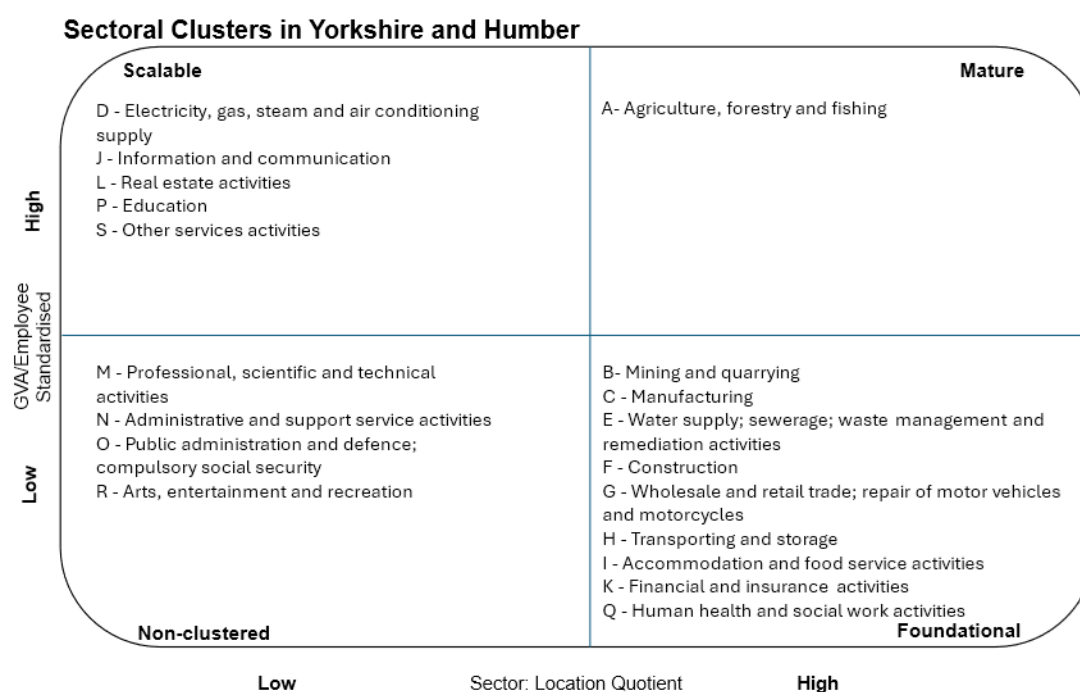 Sectoral Clusters in Yorkshire and Humber
Scalable
D - Electricity, gas, steam and air conditioning
supply
J - Information and communication
L - Real estate activities
P - Education
S - Other services activities
Mature
A- Agriculture, forestry and fishing
High
GVA/Employee
Standardised
Low
M - Professional, scientific and technical
activities
N - Administrative and support service activities
O - Public administration and defence;
compulsory social security
R - Arts, entertainment and recreation
Non-clustered
B- Mining and quarrying
C - Manufacturing
E - Water supply; sewerage; waste management and
remediation activities
F - Construction
G - Wholesale and retail trade; repair of motor vehicles
and motorcycles
H - Transporting and storage
I - Accommodation and food service activities
K - Financial and insurance activities
Q - Human health and social work activities
Foundational
Low
Sector: Location Quotient
High